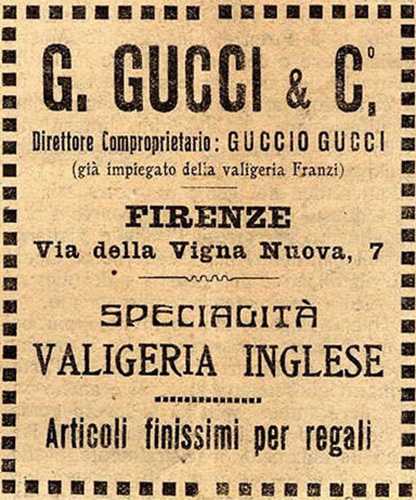 G. GUCCI & Cº.
Direttore Comproprietario: GUCCIO GUCCI
(già impiegato della valigeria Franzi)
FIRENZE
Via della Vigna Nuova, 7
SPECIALITÀ
VALIGERIA INGLESE
Articoli finissimi per regali